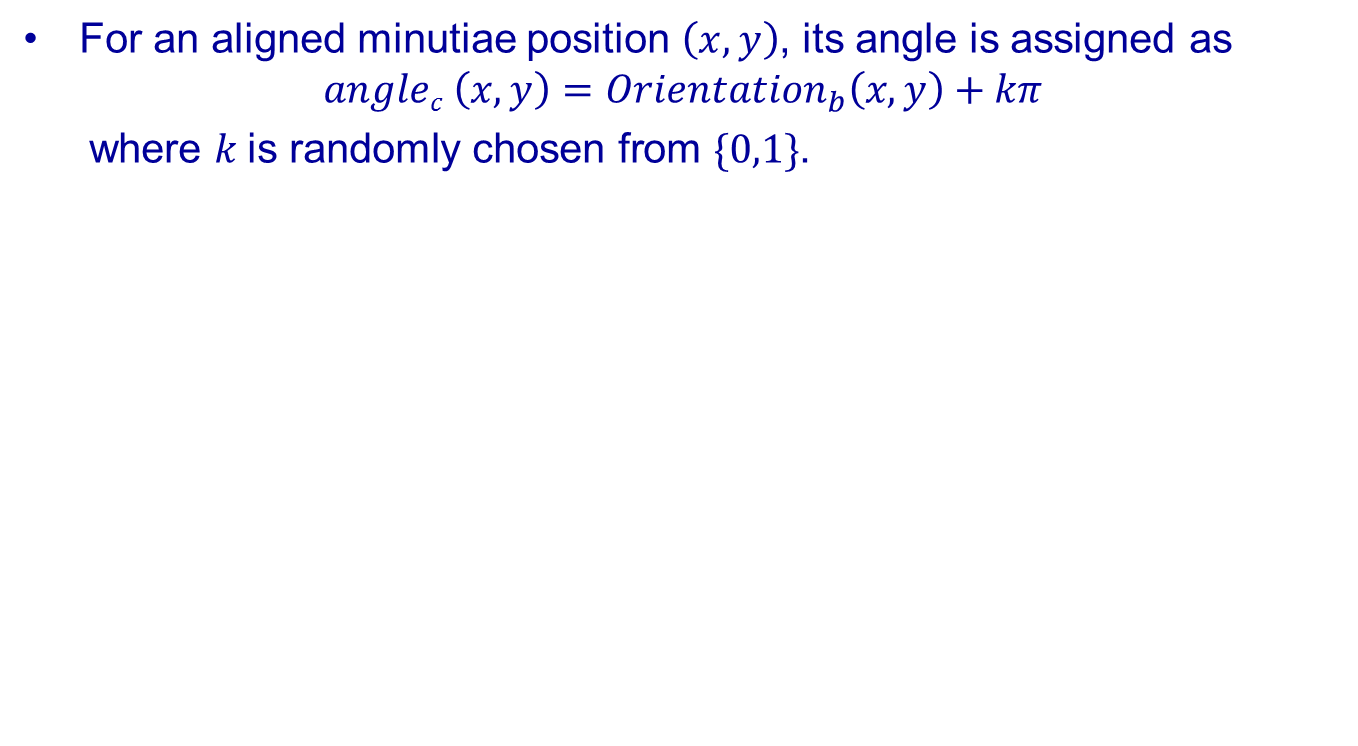 • For an aligned minutiae position (𝑥, 𝑦), its angle is assigned as
𝑎𝑛𝑔𝑙𝑒_𝑐 (𝑥, 𝑦) = 𝑂𝑟𝑖𝑒𝑛𝑡𝑎𝑡𝑖𝑜𝑛_𝑏(𝑥, 𝑦) + 𝑘𝜋
where 𝑘 is randomly chosen from {0,1}.